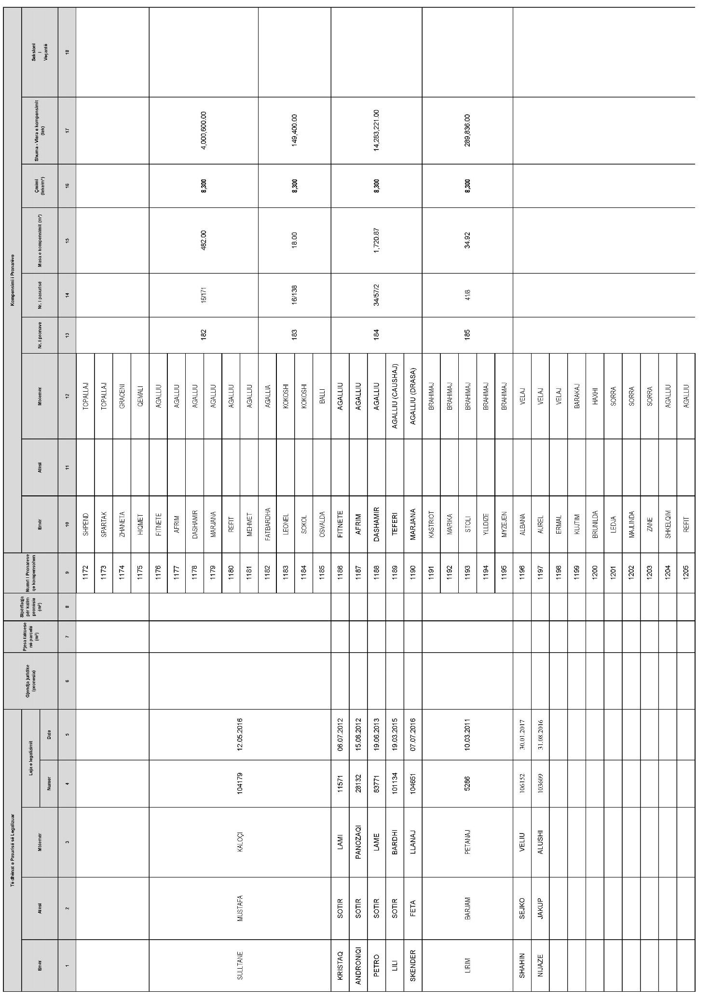 Të dhënat e Pasurisë së Legalizuar Kompensimi i Pronarëve
Emër Atësi Mbiemër Leja e legalizimit Gjendja juridike (pronesia) Pjesa takuese në parcelë (m²) Sipërfaqja për kalim pronësie (m²) Numri i Pronareve qe kompensohen Emër Atësi Mbiemër Nr. i pronave Nr. i pasurisë Masa e kompensimit (m²) Çmimi (leke/m²) Shuma - Vlera e kompensimit (lek) Seksioni i Veçantë
Numer Date
1 2 3 4 5 6 7 8 9 10 11 12 13 14 15 16 17 18
1172 SHPEND TOPALLAJ
1173 SPARTAK TOPALLAJ
1174 ZHANETA GRACENI
1175 HIQMET QEMALI
1176 FITNETE AGALLIU
1177 AFRIM AGALLIU
1178 DASHAMIR AGALLIU
182 16/171 482.00 8,300 4,000,600.00
1179 MARJANA AGALLIU
1180 REFIT AGALLIU
SULLTANE MUSTAFA KALOÇI 104179 12.05.2016
1181 MEHMET AGALLIU
1182 FATBARDHA AGALLIA
1183 LEONEL KOKOSHI
183 16/138 18.00 8,300 149,400.00
1184 SOKOL KOKOSHI
1185 OSVALDA BALLI
KRISTAQ SOTIR LAMI 11571 06.07.2012 1186 FITNETE AGALLIU
ANDRONIQI SOTIR PANOZAQI 28132 15.08.2012 1187 AFRIM AGALLIU
PETRO SOTIR LAME 83771 19.06.2013 1188 DASHAMIR AGALLIU 184 34/57/2 1,720.87 8,300 14,283,221.00
LILI SOTIR BARDHI 101134 19.03.2015 1189 TEFERI AGALLIU (CAUSHAJ)
SKENDER FETA LLANAJ 104651 07.07.2016 1190 MARJANA AGALLIU (DRASA)
1191 KASTRIOT BRAHIMAJ
1192 MARIKA BRAHIMAJ
LIRIM BARJAM PETANAJ 5286 10.03.2011 1193 STOLI BRAHIMAJ 185 41/8 34.92 8,300 289,836.00
1194 YLLDIZE BRAHIMAJ
1195 MYZEJEN BRAHIMAJ
SHAHIN SEJKO VELIU 106152 30.01.2017 1196 ALBANA VELAJ
NIJAZE JAKUP ALUSHI 103609 31.08.2016 1197 AUREL VELAJ
1198 ERMAL VELAJ
1199 KUJTIM BARAKAJ
1200 BRUNILDA HAXHI
1201 LEDJA SORRA
1202 MAJLINDA SORRA
1203 ZANE SORRA
1204 SHKELQIM AGALLIU
1205 REFIT AGALLIU